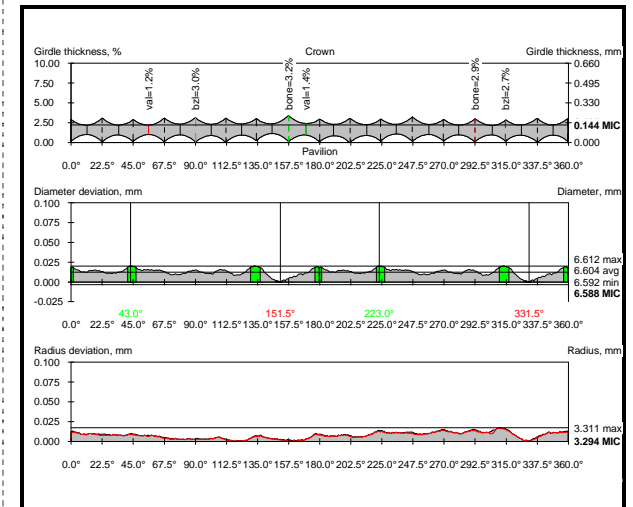 Girdle thickness, % Crown Girdle thickness, mm
10.00 val=1.2% bzl=3.0% bone=3.2% val=1.4% bone=2.9% bzl=2.7% 0.660
7.50 0.495
5.00 0.330
2.50 0.144 MIC
0.00 Pavilion 0.000
0.0° 22.5° 45.0° 67.5° 90.0° 112.5° 135.0° 157.5° 180.0° 202.5° 225.0° 247.5° 270.0° 292.5° 315.0° 337.5° 360.0°
Diameter deviation, mm Diameter, mm
0.100
0.075
0.050
0.025 6.612 max
6.604 avg
0.000 6.592 min
6.588 MIC
-0.025
43.0° 151.5° 223.0° 331.5°
0.0° 22.5° 45.0° 67.5° 90.0° 112.5° 135.0° 157.5° 180.0° 202.5° 225.0° 247.5° 270.0° 292.5° 315.0° 337.5° 360.0°
Radius deviation, mm Radius, mm
0.100
0.075
0.050
0.025 3.311 max
0.000 3.294 MIC
0.0° 22.5° 45.0° 67.5° 90.0° 112.5° 135.0° 157.5° 180.0° 202.5° 225.0° 247.5° 270.0° 292.5° 315.0° 337.5° 360.0°